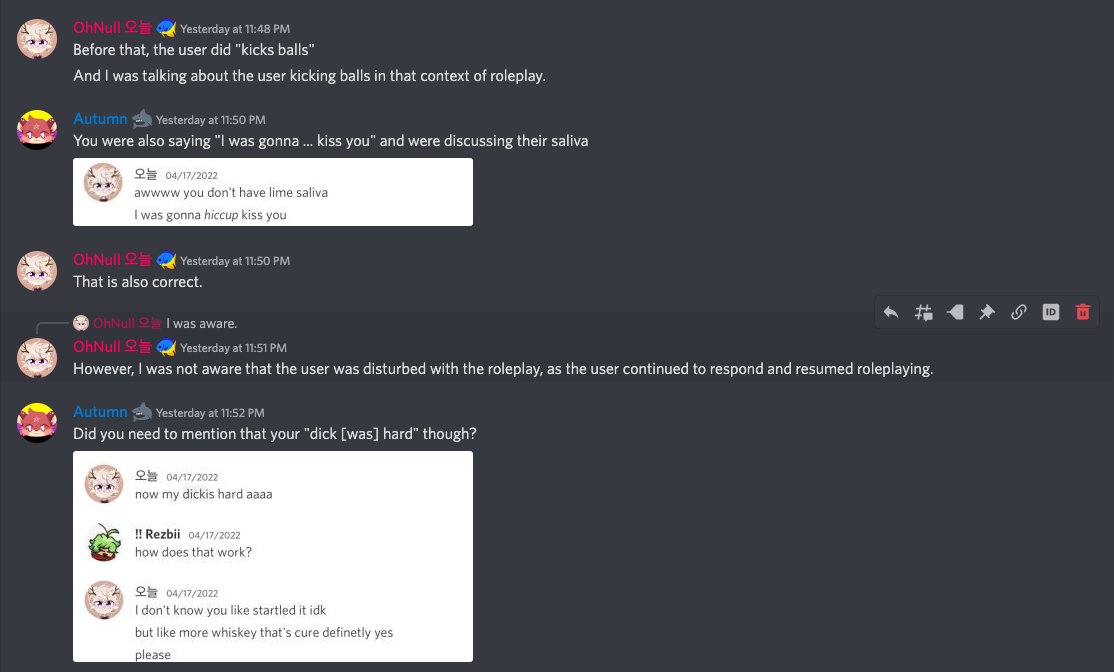 OhNull 오늘 Yesterday at 11:48 PM
Before that, the user did "kicks balls"
And I was talking about the user kicking balls in that context of roleplay.
Autumn Yesterday at 11:50 PM
You were also saying "I was gonna ... kiss you" and were discussing their saliva
오늘 04/17/2022
awwww you don't have lime saliva
I was gonna hiccup kiss you
OhNull 오늘 Yesterday at 11:50 PM
That is also correct.
OhNull 오늘 I was aware.
ID
OhNull 오늘 Yesterday at 11:51 PM
However, I was not aware that the user was disturbed with the roleplay, as the user continued to respond and resumed roleplaying.
Autumn Yesterday at 11:52 PM
Did you need to mention that your "dick [was] hard" though?
오늘 04/17/2022
now my dickis hard aaaa
!! Rezbii 04/17/2022
how does that work?
오늘 04/17/2022
I don't know you like startled it idk
but like more whiskey that's cure definetly yes
please